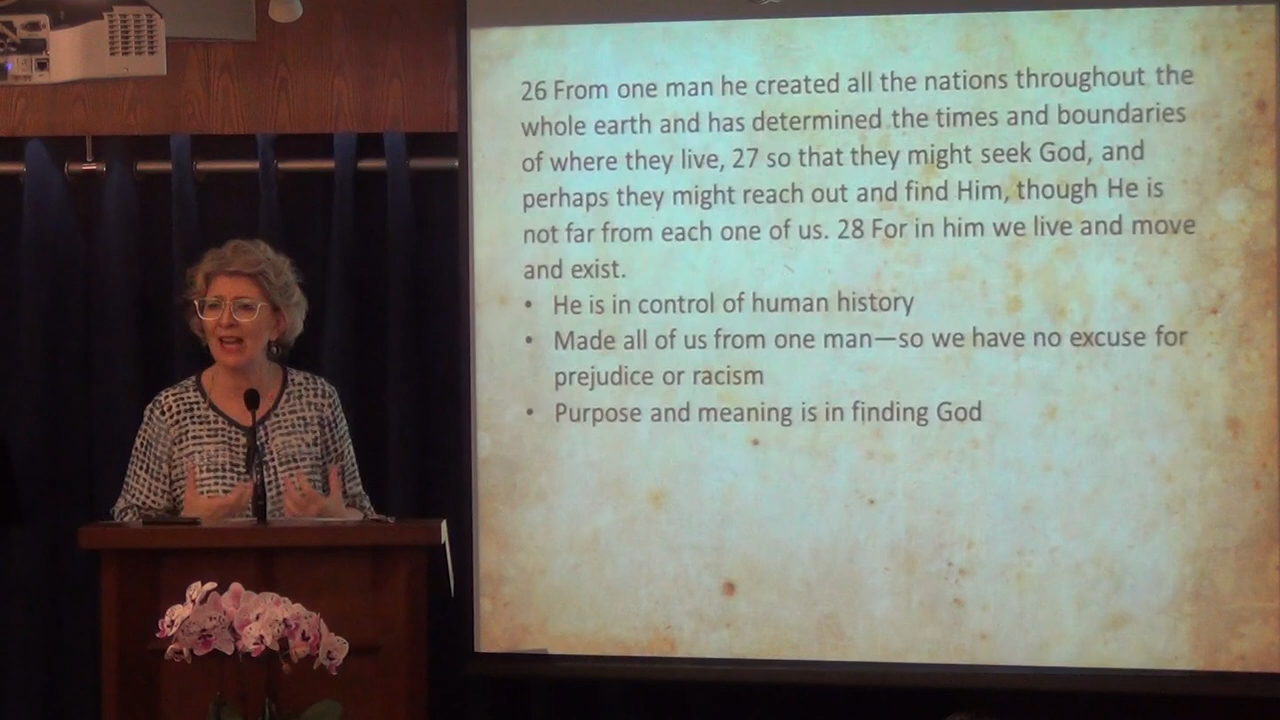 26 From one man he created all the nations throughout the
whole earth and has determined the times and boundaries
of where they live, 27 so that they might seek God, and
perhaps they might reach out and find Him, though He is
not far from each one of us. 28 For in him we live and move
and exist.
• He is in control of human history
• Made all of us from one man—so we have no excuse for
prejudice or racism
• Purpose and meaning is in finding God